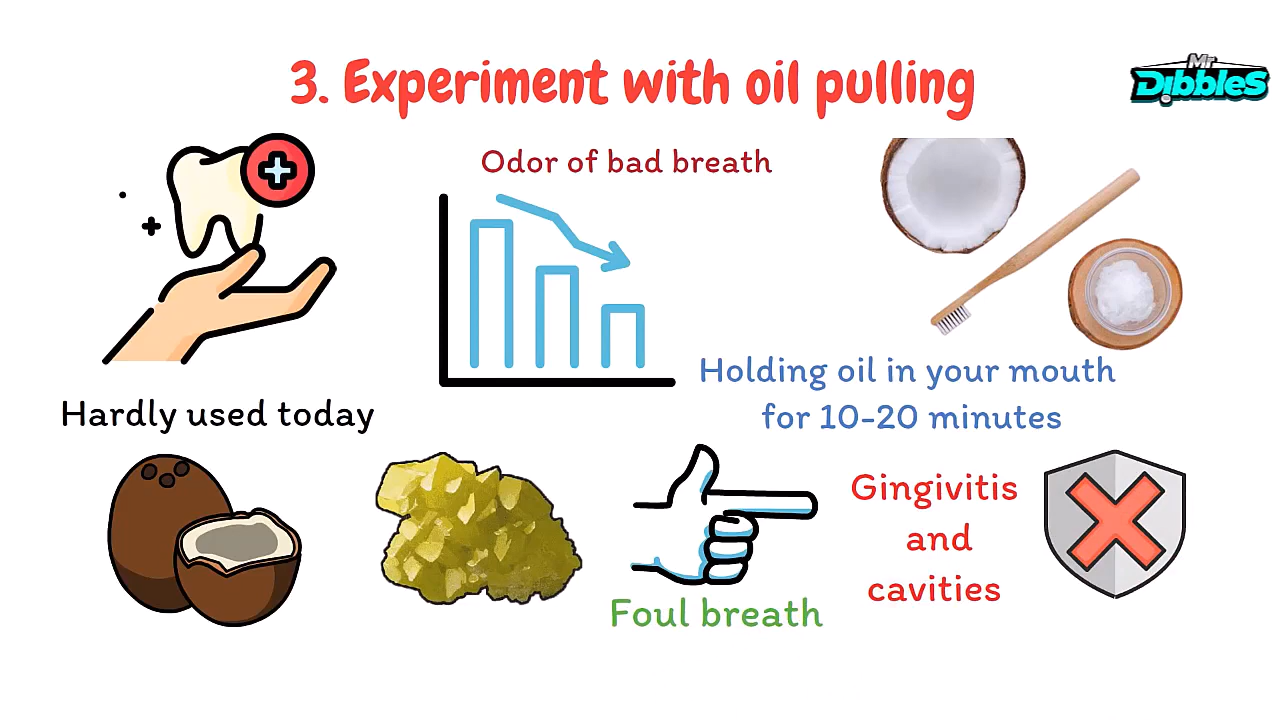 3. Experiment with oil pulling
Mr
DibbleS
Odor of bad breath
Holding oil in your mouth
for 10-20 minutes
Hardly used today
Gingivitis
and
cavities
Foul breath